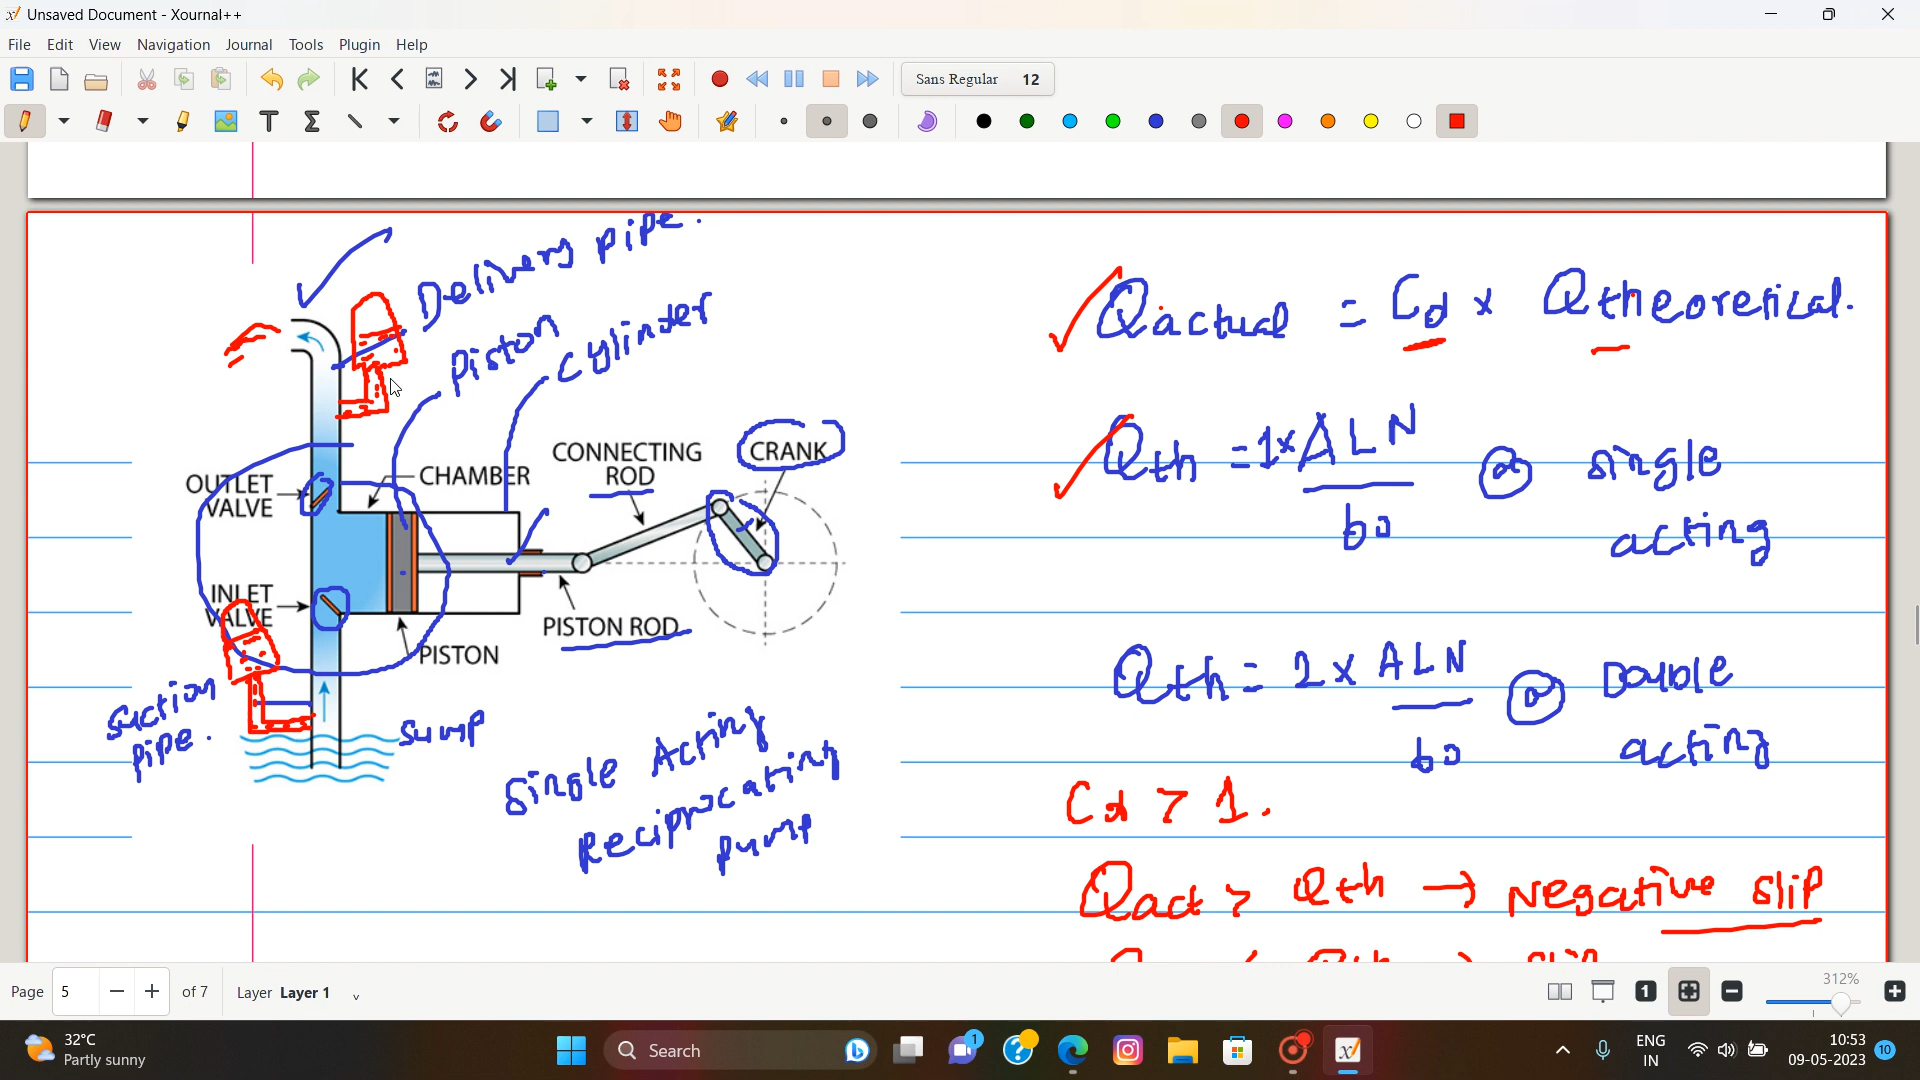 Unsaved Document - Xournal++
File Edit View Navigation Journal Tools Plugin Help
Sans Regular 12
Delivery pipe.
Piston
cylinder
CONNECTING
ROD
CRANK
OUTLET
VALVE
CHAMBER
INLET
VALVE
PISTON ROD
PISTON
Suction
pipe.
Sump
Single Acting
Reciprocating
pump
Qactual = Cd x Qtheoretical.
Qth = 1x ALN
60
@ single
acting
Qth = 2 x ALN
60
@ Double
acting
Cd > 1.
Qact > Qth → Negative slip
Page 5 of 7 Layer Layer 1
312%
32°C
Partly sunny
Search
1
ENG
IN
10:53
09-05-2023
10